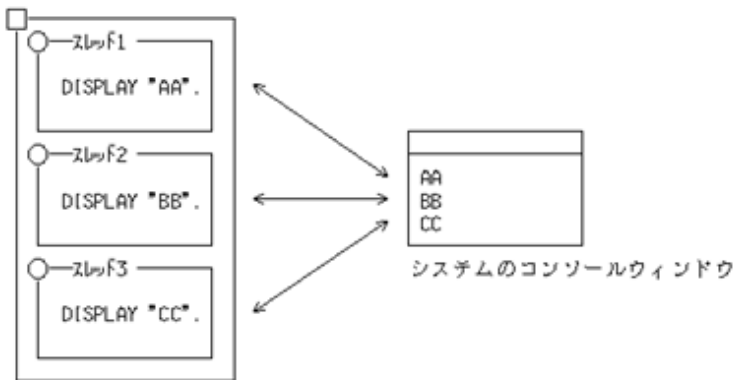 スレッド1
DISPLAY "AA".
スレッド2
DISPLAY "BB".
スレッド3
DISPLAY "CC".
AA
BB
CC
システムのコンソールウィンドウ